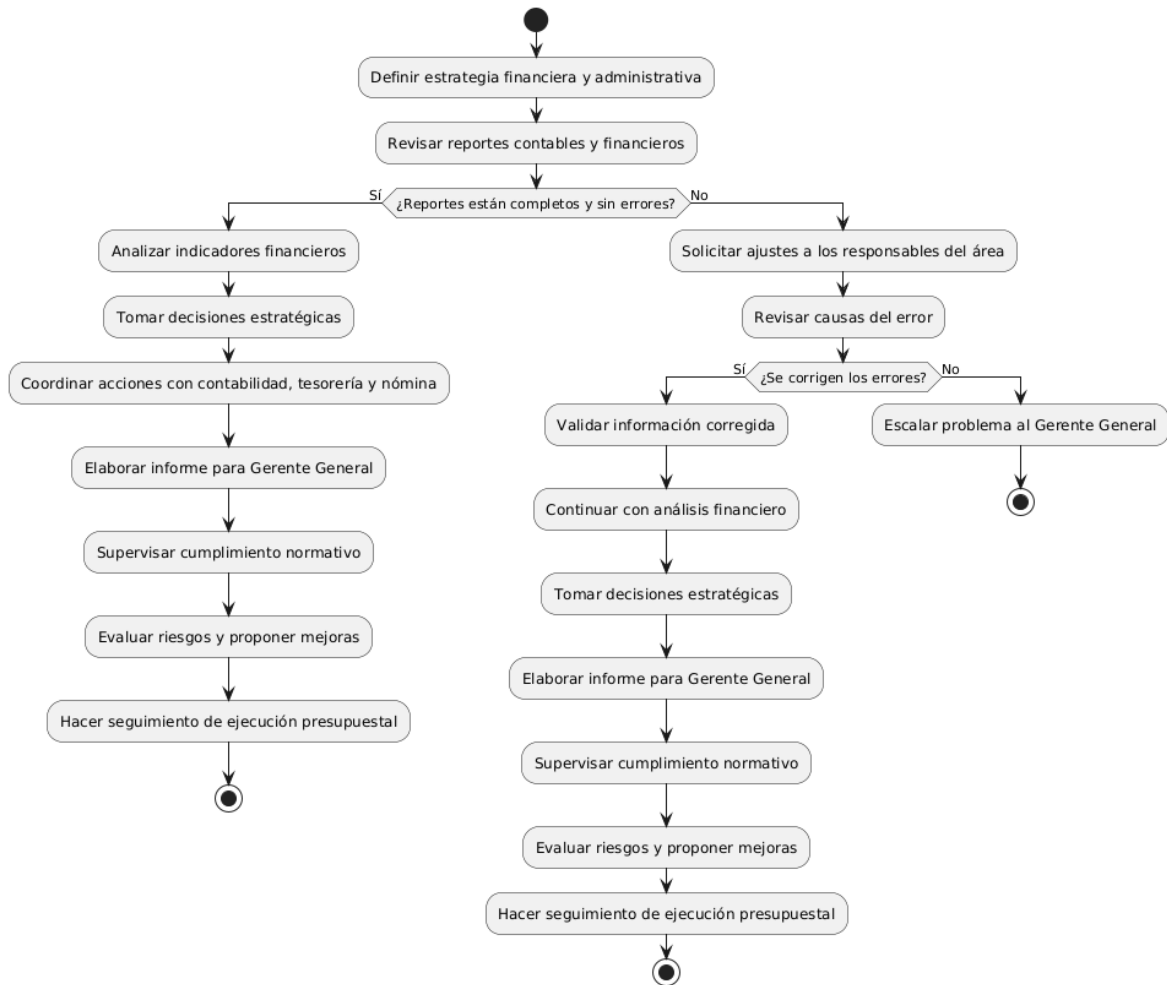 Definir estrategia financiera y administrativa
Revisar reportes contables y financieros
¿Reportes están completos y sin errores?
Sí
No
Analizar indicadores financieros
Tomar decisiones estratégicas
Coordinar acciones con contabilidad, tesorería y nómina
Elaborar informe para Gerente General
Supervisar cumplimiento normativo
Evaluar riesgos y proponer mejoras
Hacer seguimiento de ejecución presupuestal
Solicitar ajustes a los responsables del área
Revisar causas del error
¿Se corrigen los errores?
Sí
No
Validar información corregida
Continuar con análisis financiero
Tomar decisiones estratégicas
Elaborar informe para Gerente General
Supervisar cumplimiento normativo
Evaluar riesgos y proponer mejoras
Hacer seguimiento de ejecución presupuestal
Escalar problema al Gerente General